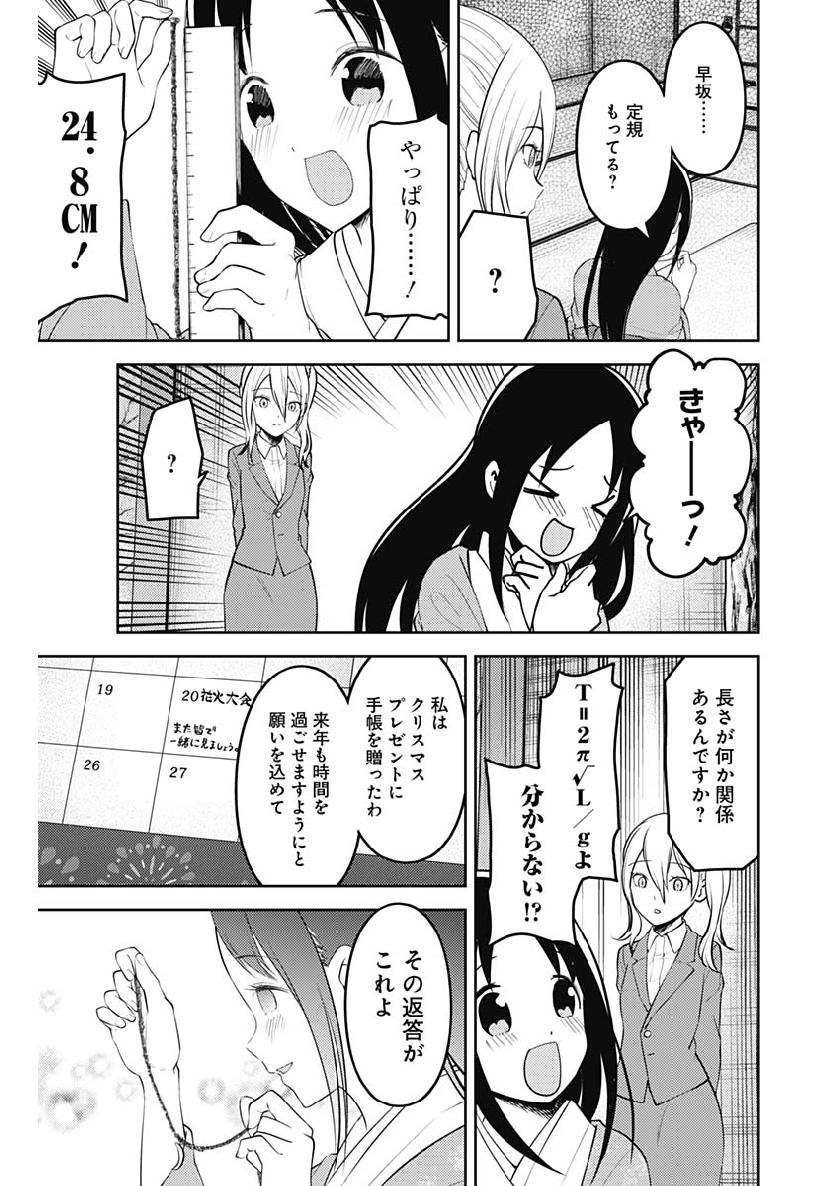 早坂……
定規
もってる?
?
やっぱり……!
24.8CM!
きゃーーっ!
?
長さが何か関係
あるんですか?
T=2π√L/gよ
分からない!?
私は
クリスマス
プレゼントに
手帳を贈ったわ
来年も時間を
過ごせますようにと
願いを込めて
19
20花火大会
また皆で
一緒に見ましょうね
26
27
その返答が
これよ